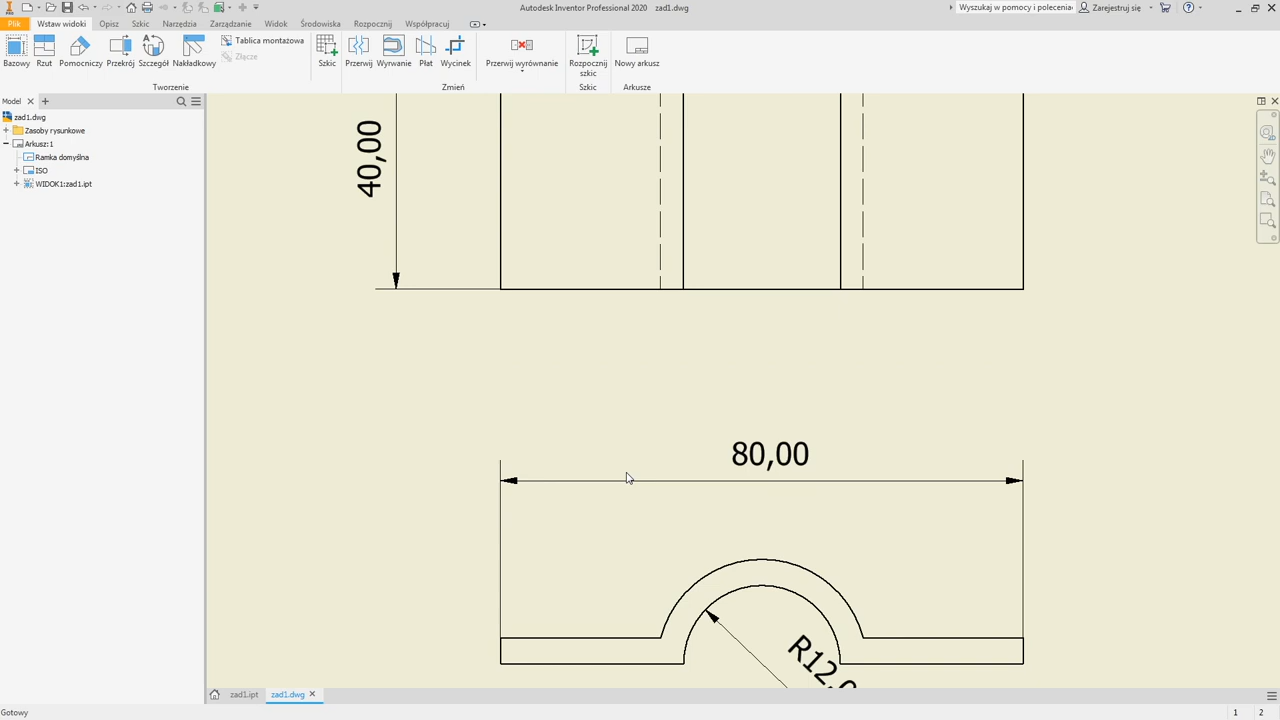 Autodesk Inventor Professional 2020 zad1.dwg
Wyszukaj w pomocy i polecenia
Zarejestruj się
Plik Wstaw widoki Opisz Szkic Narzędzia Zarządzanie Widok Środowiska Rozpocznij Współpracuj
Bazowy Rzut Pomocniczy Przekrój Szczegół Nakładkowy
Tablica montażowa
Złącze
Szkic
Przerwij Wyrwanie Płat Wycinek
Przerwij wyrównanie
Rozpocznij
szkic
Nowy arkusz
Tworzenie Zmień Szkic Arkusze
Model
zad1.dwg
Zasoby rysunkowe
Arkusz:1
Ramka domyślna
ISO
WIDOK1:zad1.ipt
40,00
80,00
R12,0
zad1.ipt zad1.dwg
Gotowy
1 2